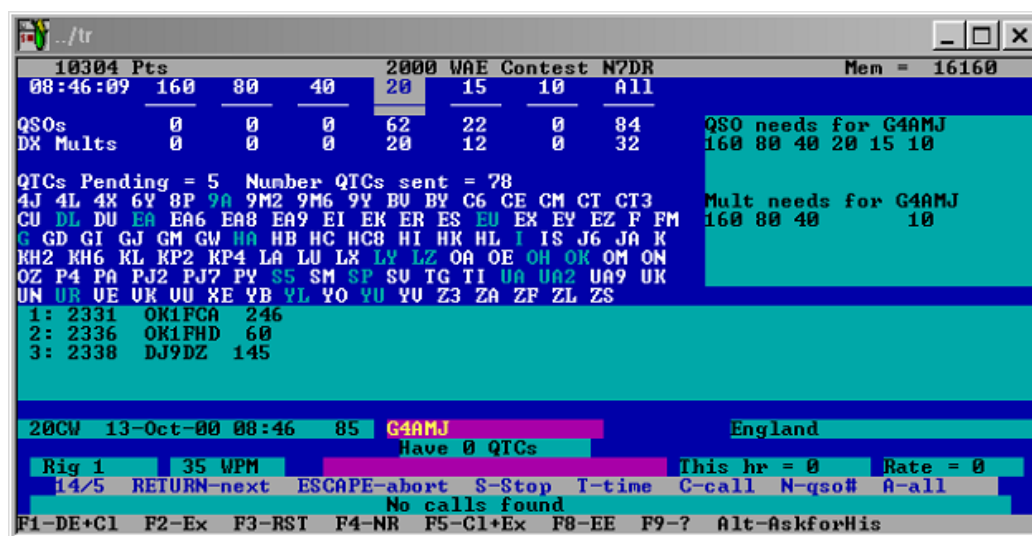 ../tr
10304 Pts 2000 WAE Contest N7DR Mem = 16160
08:46:09 160 80 40 20 15 10 All
QSOs 0 0 0 62 22 0 84 QSO needs for G4AMJ
DX Mults 0 0 0 20 12 0 32 160 80 40 20 15 10
QTCs Pending = 5 Number QTCs sent = 78
4J 4L 4X 6Y 8P 9A 9M2 9M6 9Y BV BY C6 CE CM CT CT3 Mult needs for G4AMJ
CU DL DU EA EA6 EA8 EA9 EI EK ER ES EU EX EY EZ F FM 160 80 40 10
G GD GI GJ GM GW HA HB HC HC8 HI HK HL I IS J6 JA K
KH2 KH6 KL KP2 KP4 LA LU LX LY LZ OA OE OH OK OM ON
OZ P4 PA PJ2 PJ7 PY S5 SM SP SV TG TI UA UA2 UA9 UK
UN UR VE VK VU XE YB YL YO YU YV Z3 ZA ZF ZL ZS
1: 2331 OK1FCA 246
2: 2336 OK1FHD 60
3: 2338 DJ9DZ 145
20CW 13-Oct-00 08:46 85 G4AMJ England
Have 0 QTCs
Rig 1 35 WPM This hr = 0 Rate = 0
14/5 RETURN-next ESCAPE-abort S-Stop T-time C-call N-qso# A-all
No calls found
F1-DE+Cl F2-Ex F3-RST F4-NR F5-Cl+Ex F8-EE F9-? Alt-AskforHis